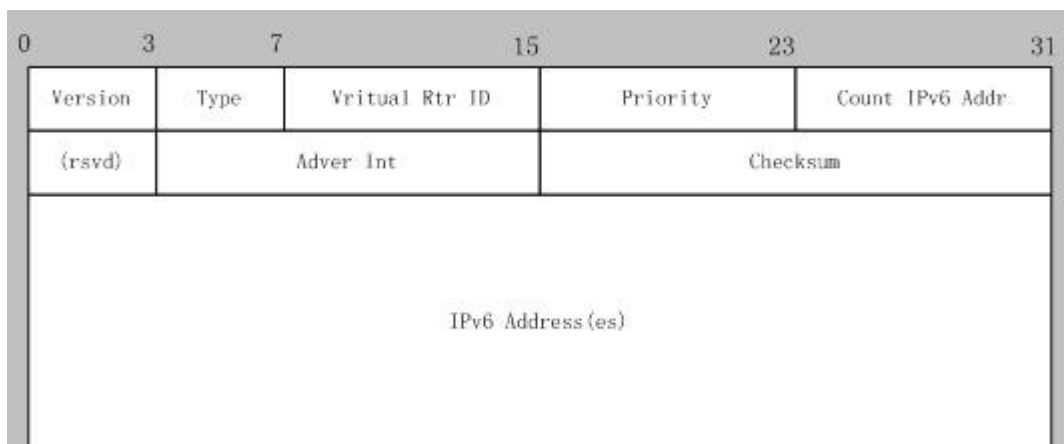 0 3 7 15 23 31
Version Type Vritual Rtr ID Priority Count IPv6 Addr
(rsvd) Adver Int Checksum
IPv6 Address(es)